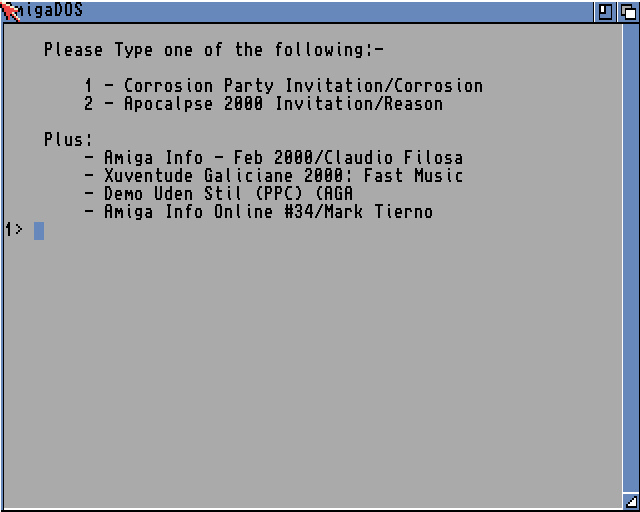 AmigaDOS
Please Type one of the following:-
1 - Corrosion Party Invitation/Corrosion
2 - Apocalpse 2000 Invitation/Reason
Plus:
- Amiga Info - Feb 2000/Claudio Filosa
- Xuventude Galiciane 2000: Fast Music
- Demo Uden Stil (PPC) (AGA
- Amiga Info Online #34/Mark Tierno
1>